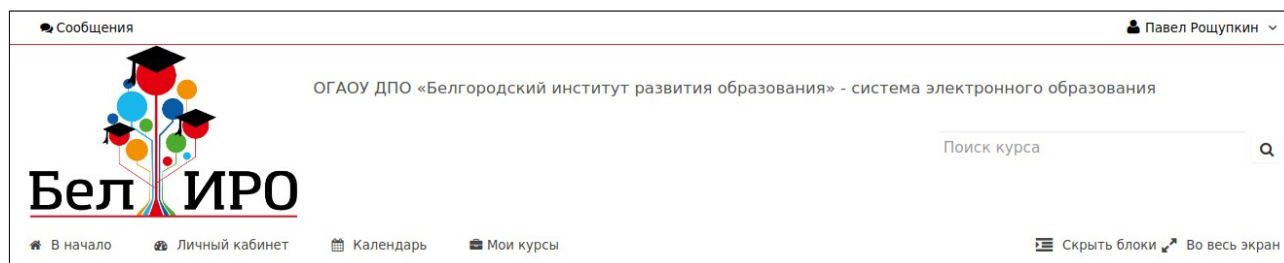 Сообщения
Павел Рощупкин
ОГАОУ ДПО «Белгородский институт развития образования» - система электронного образования
Поиск курса
Бел ИРО
В начало Личный кабинет Календарь Мои курсы Скрыть блоки Во весь экран